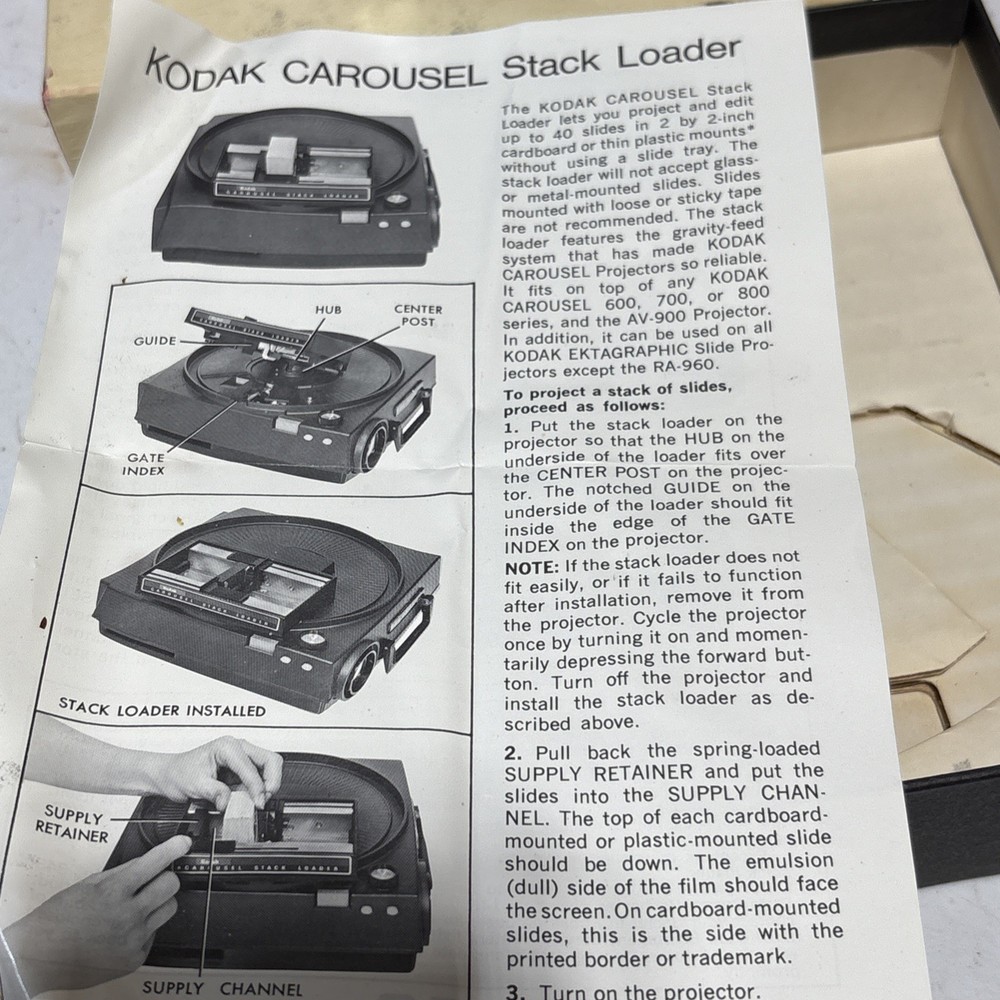 KODAK CAROUSEL Stack Loader
CAROUSEL STACK LOADER
HUB
CENTER
POST
GUIDE
GATE
INDEX
CAROUSEL STACK LOADER
STACK LOADER INSTALLED
SUPPLY
RETAINER
Kodak
CAROUSEL STACK LOADER
SUPPLY CHANNEL
The KODAK CAROUSEL Stack
Loader lets you project and edit
up to 40 slides in 2 by 2-inch
cardboard or thin plastic mounts*
without using a slide tray. The
stack loader will not accept glass-
or metal-mounted slides. Slides
mounted with loose or sticky tape
are not recommended. The stack
loader features the gravity-feed
system that has made KODAK
CAROUSEL Projectors so reliable.
It fits on top of any KODAK
CAROUSEL 600, 700, or 800
series, and the AV-900 Projector.
In addition, it can be used on all
KODAK EKTAGRAPHIC Slide Pro-
jectors except the RA-960.
To project a stack of slides,
proceed as follows:
1. Put the stack loader on the
projector so that the HUB on the
underside of the loader fits over
the CENTER POST on the projec-
tor. The notched GUIDE on the
underside of the loader should fit
inside the edge of the GATE
INDEX on the projector.
NOTE: If the stack loader does not
fit easily, or if it fails to function
after installation, remove it from
the projector. Cycle the projector
once by turning it on and momen-
tarily depressing the forward but-
ton. Turn off the projector and
install the stack loader as de-
scribed above.
2. Pull back the spring-loaded
SUPPLY RETAINER and put the
slides into the SUPPLY CHAN-
NEL. The top of each cardboard-
mounted or plastic-mounted slide
should be down. The emulsion
(dull) side of the film should face
the screen. On cardboard-mounted
slides, this is the side with the
printed border or trademark.
3. Turn on the projector.